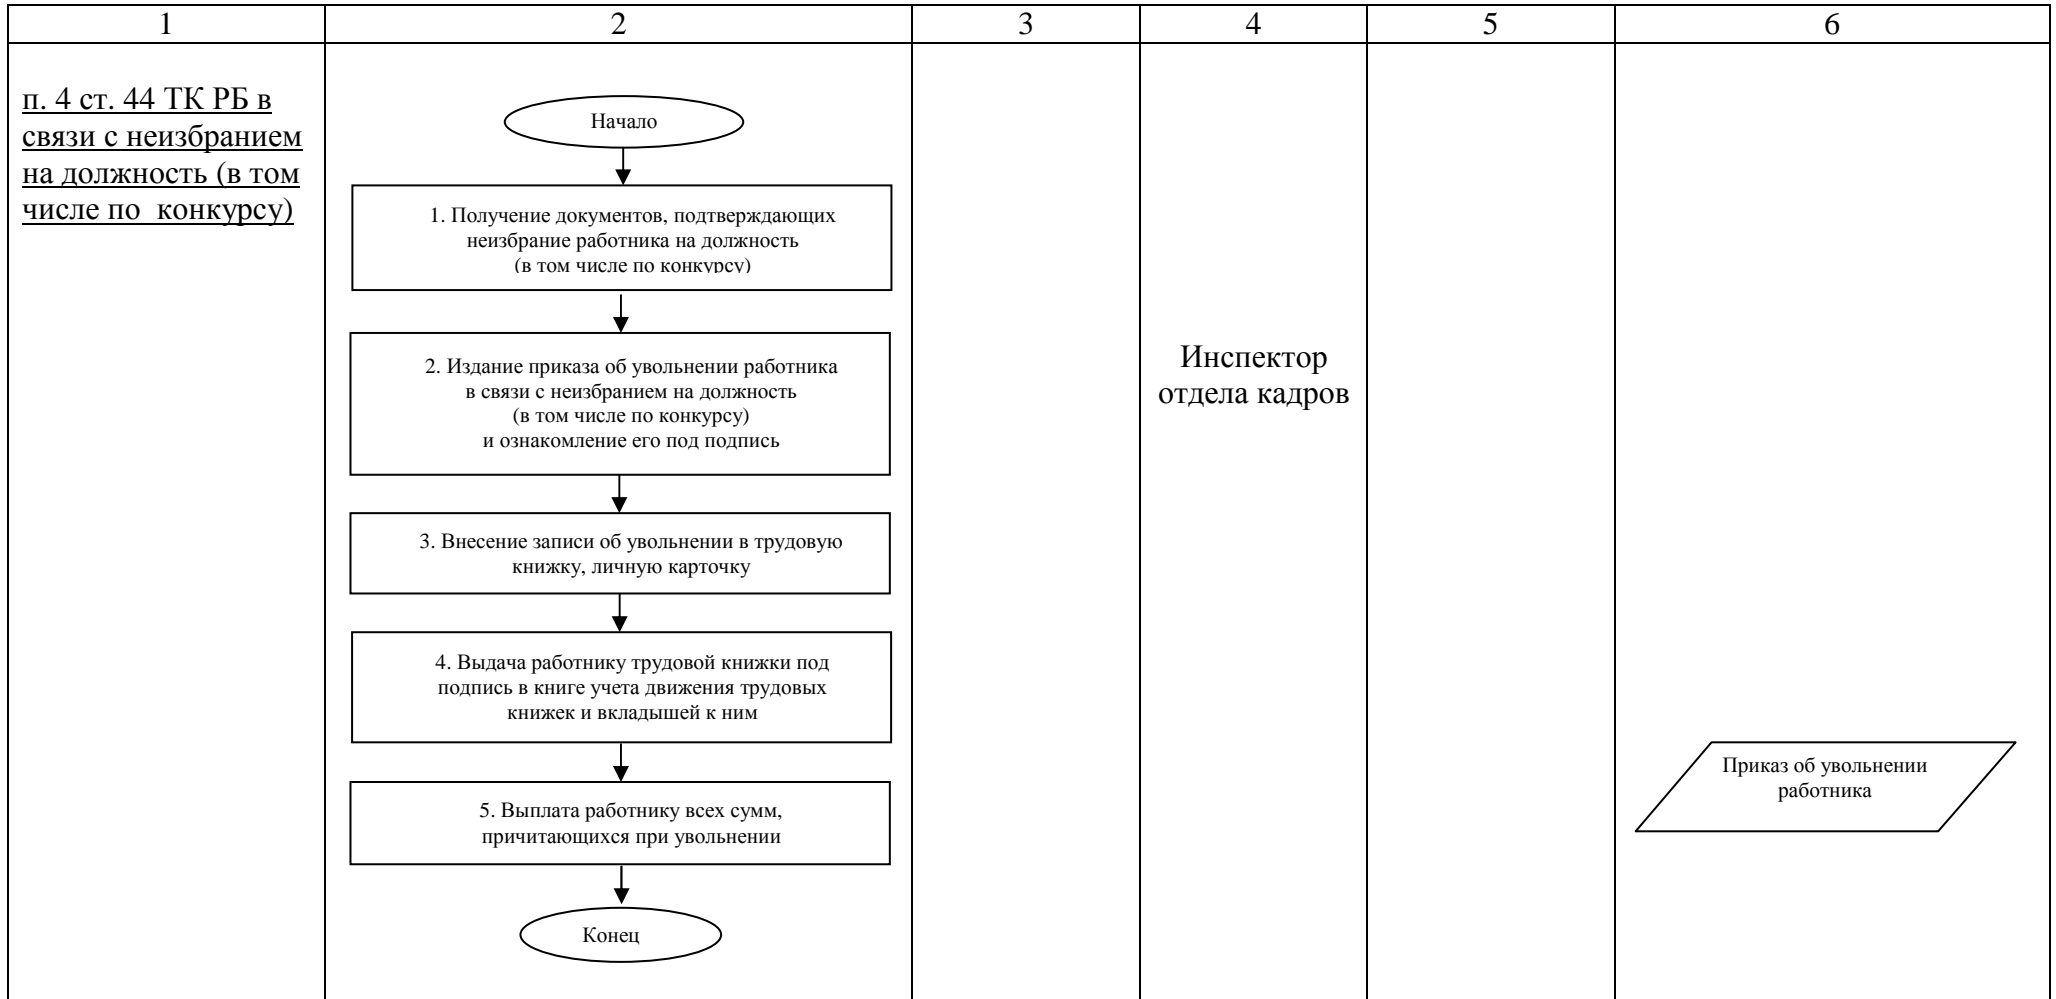 1 2 3 4 5 6
п. 4 ст. 44 ТК РБ в
связи с неизбранием
на должность (в том
числе по конкурсу)
Начало
1. Получение документов, подтверждающих
неизбрание работника на должность
(в том числе по конкурсу)
2. Издание приказа об увольнении работника
в связи с неизбранием на должность
(в том числе по конкурсу)
и ознакомление его под подпись
3. Внесение записи об увольнении в трудовую
книжку, личную карточку
4. Выдача работнику трудовой книжки под
подпись в книге учета движения трудовых
книжек и вкладышей к ним
5. Выплата работнику всех сумм,
причитающихся при увольнении
Конец
Инспектор
отдела кадров
Приказ об увольнении
работника